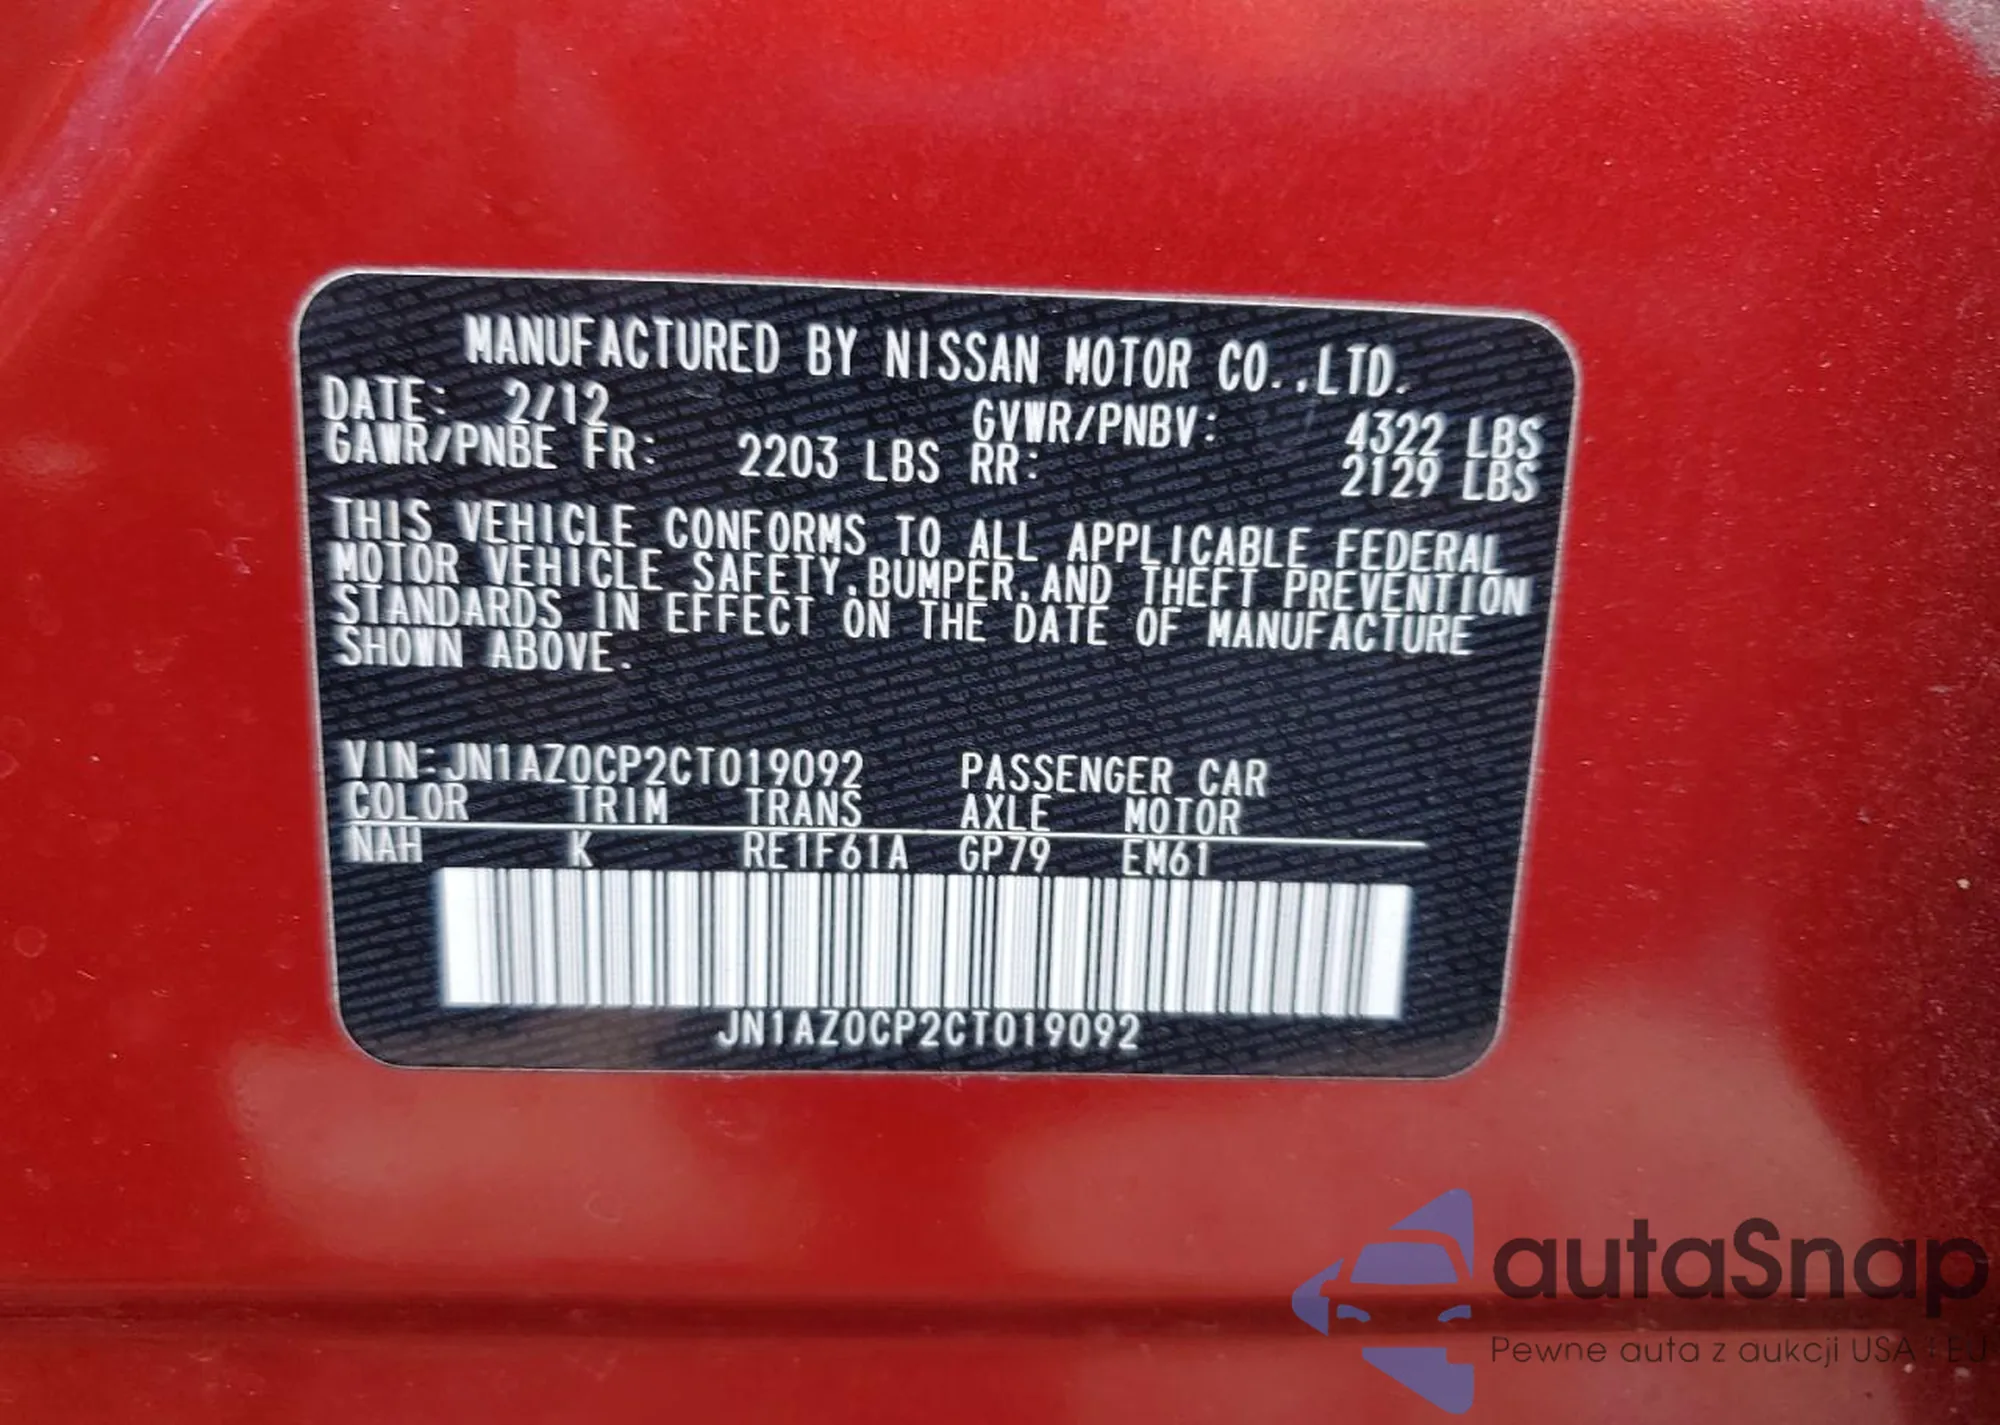 MANUFACTURED BY NISSAN MOTOR CO.,LTD.
DATE: 2/12 GVWR/PNBV: 4322 LBS
GAWR/PNBE FR: 2203 LBS RR: 2129 LBS
THIS VEHICLE CONFORMS TO ALL APPLICABLE FEDERAL
MOTOR VEHICLE SAFETY,BUMPER,AND THEFT PREVENTION
STANDARDS IN EFFECT ON THE DATE OF MANUFACTURE
SHOWN ABOVE.
VIN:JN1AZ0CP2CT019092 PASSENGER CAR
COLOR TRIM TRANS AXLE MOTOR
NAH K RE1F61A GP79 EM61
JN1AZ0CP2CT019092
autaSnap
Pewne auta z aukcji USA i EU